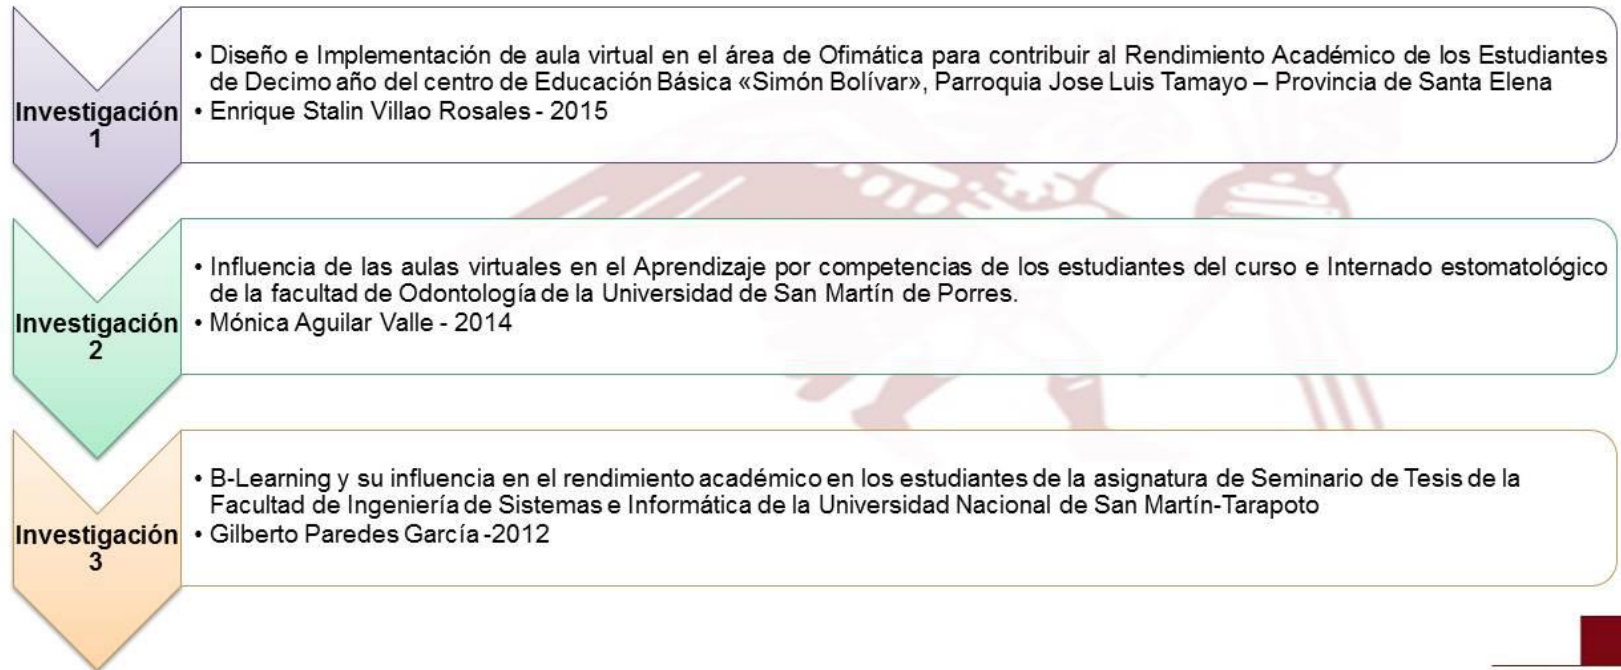 Investigación
1
• Diseño e Implementación de aula virtual en el área de Ofimática para contribuir al Rendimiento Académico de los Estudiantes
de Decimo año del centro de Educación Básica «Simón Bolívar», Parroquia Jose Luis Tamayo – Provincia de Santa Elena
• Enrique Stalin Villao Rosales - 2015
Investigación
2
• Influencia de las aulas virtuales en el Aprendizaje por competencias de los estudiantes del curso e Internado estomatológico
de la facultad de Odontología de la Universidad de San Martín de Porres.
• Mónica Aguilar Valle - 2014
Investigación
3
• B-Learning y su influencia en el rendimiento académico en los estudiantes de la asignatura de Seminario de Tesis de la
Facultad de Ingeniería de Sistemas e Informática de la Universidad Nacional de San Martín-Tarapoto
• Gilberto Paredes García -2012